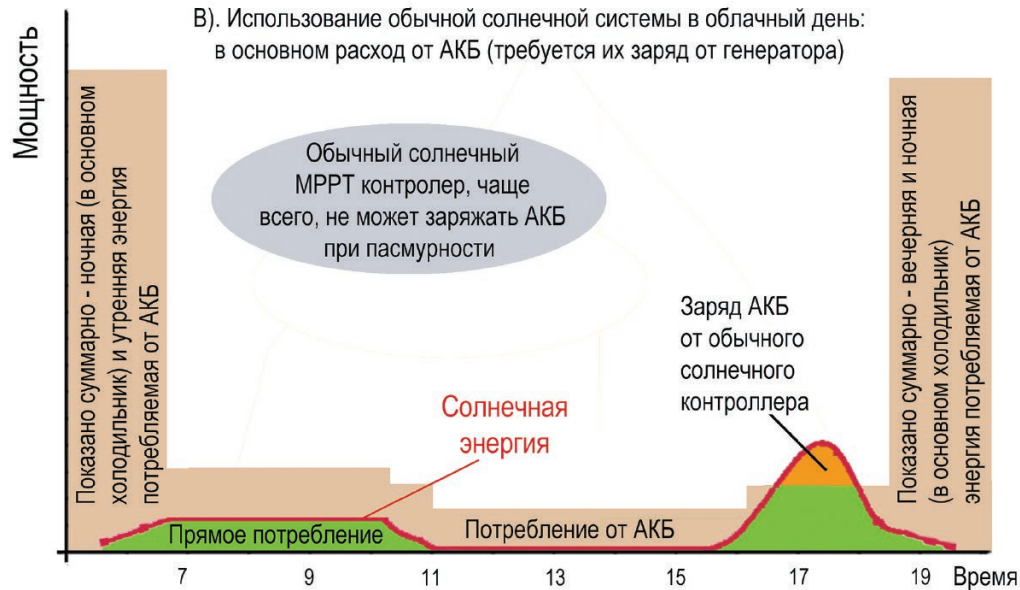 В). Использование обычной солнечной системы в облачный день:
в основном расход от АКБ (требуется их заряд от генератора)
Мощность
Показано суммарно - ночная (в основном
холодильник) и утренняя энергия
потребляемая от АКБ
Обычный солнечный
МРРТ контролер, чаще
всего, не может заряжать АКБ
при пасмурности
Заряд АКБ
от обычного
солнечного
контроллера
Показано суммарно - вечерняя и ночная
(в основном холодильник)
энергия потребляемая от АКБ
Солнечная
энергия
Прямое потребление
Потребление от АКБ
7 9 11 13 15 17 19 Время